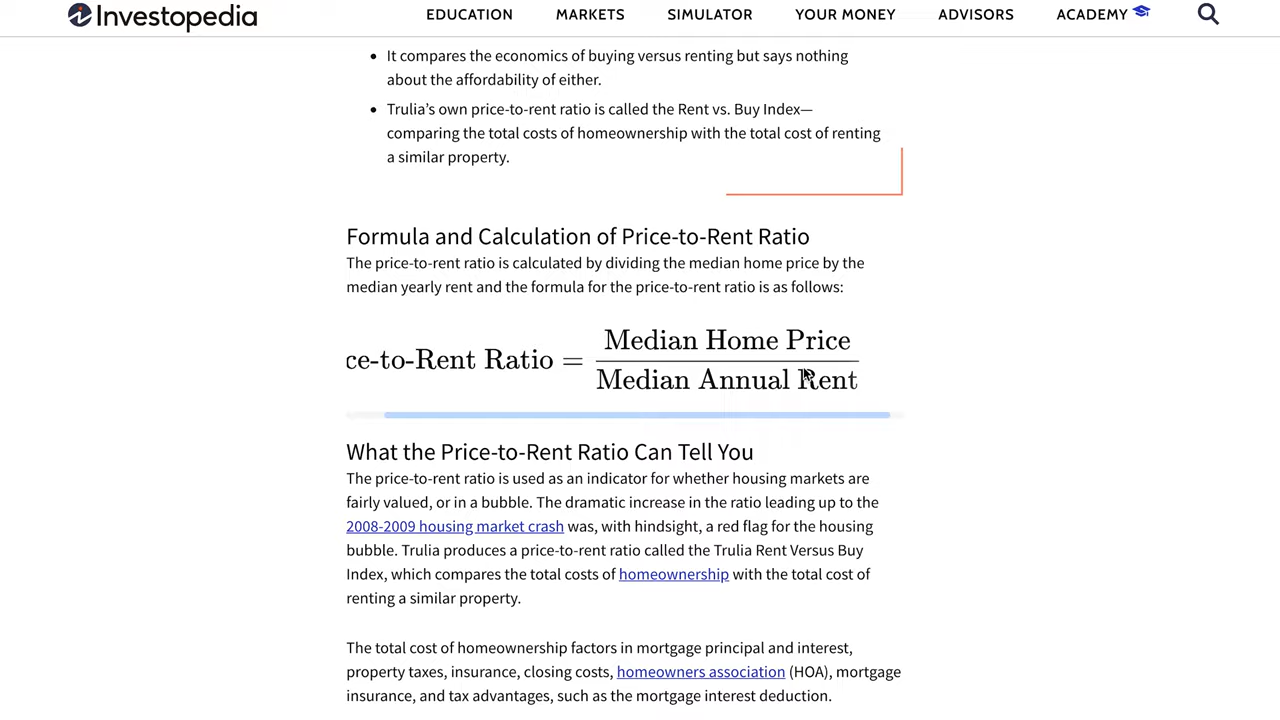 Investopedia
EDUCATION MARKETS SIMULATOR YOUR MONEY ADVISORS ACADEMY
• It compares the economics of buying versus renting but says nothing
about the affordability of either.
• Trulia’s own price-to-rent ratio is called the Rent vs. Buy Index—
comparing the total costs of homeownership with the total cost of renting
a similar property.
Formula and Calculation of Price-to-Rent Ratio
The price-to-rent ratio is calculated by dividing the median home price by the
median yearly rent and the formula for the price-to-rent ratio is as follows:
Median Home Price
ce-to-Rent Ratio =
Median Annual Rent
What the Price-to-Rent Ratio Can Tell You
The price-to-rent ratio is used as an indicator for whether housing markets are
fairly valued, or in a bubble. The dramatic increase in the ratio leading up to the
2008-2009 housing market crash was, with hindsight, a red flag for the housing
bubble. Trulia produces a price-to-rent ratio called the Trulia Rent Versus Buy
Index, which compares the total costs of homeownership with the total cost of
renting a similar property.
The total cost of homeownership factors in mortgage principal and interest,
property taxes, insurance, closing costs, homeowners association (HOA), mortgage
insurance, and tax advantages, such as the mortgage interest deduction.